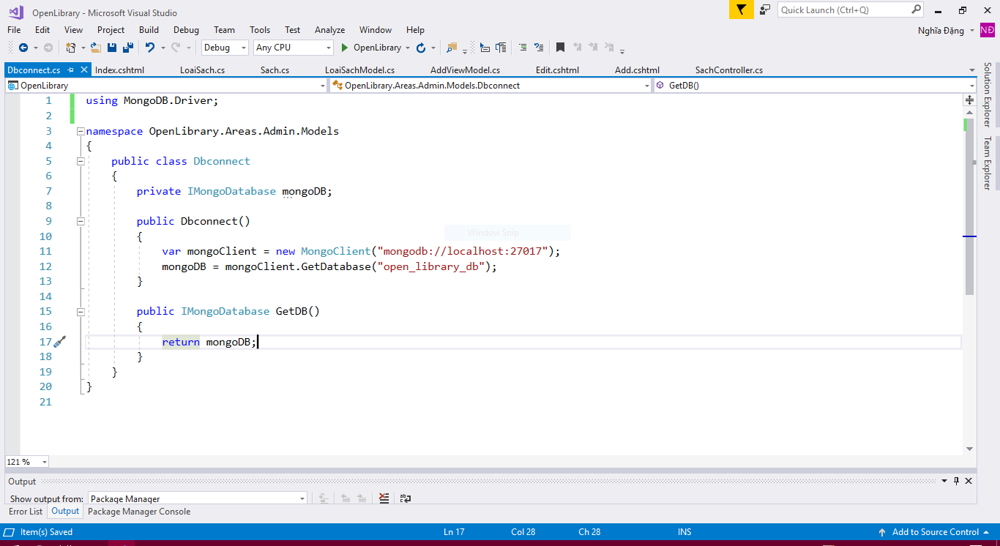 OpenLibrary - Microsoft Visual Studio
Quick Launch (Ctrl+Q)
File Edit View Project Build Debug Team Tools Test Analyze Window Help
Nghĩa Đặng NĐ
Debug Any CPU OpenLibrary
Dbconnect.cs Index.cshtml LoaiSach.cs Sach.cs LoaiSachModel.cs AddViewModel.cs Edit.cshtml Add.cshtml SachController.cs
OpenLibrary OpenLibrary.Areas.Admin.Models.Dbconnect GetDB()
1 using MongoDB.Driver;
2
3 namespace OpenLibrary.Areas.Admin.Models
4 {
5 public class Dbconnect
6 {
7 private IMongoDatabase mongoDB;
8
9 public Dbconnect()
10 {
Window Snip
11 var mongoClient = new MongoClient("mongodb://localhost:27017");
12 mongoDB = mongoClient.GetDatabase("open_library_db");
13 }
14
15 public IMongoDatabase GetDB()
16 {
17 return mongoDB;
18 }
19 }
20 }
21
Solution Explorer
Team Explorer
121 %
Output
Show output from: Package Manager
Error List Output Package Manager Console
Item(s) Saved Ln 17 Col 28 Ch 28 INS Add to Source Control